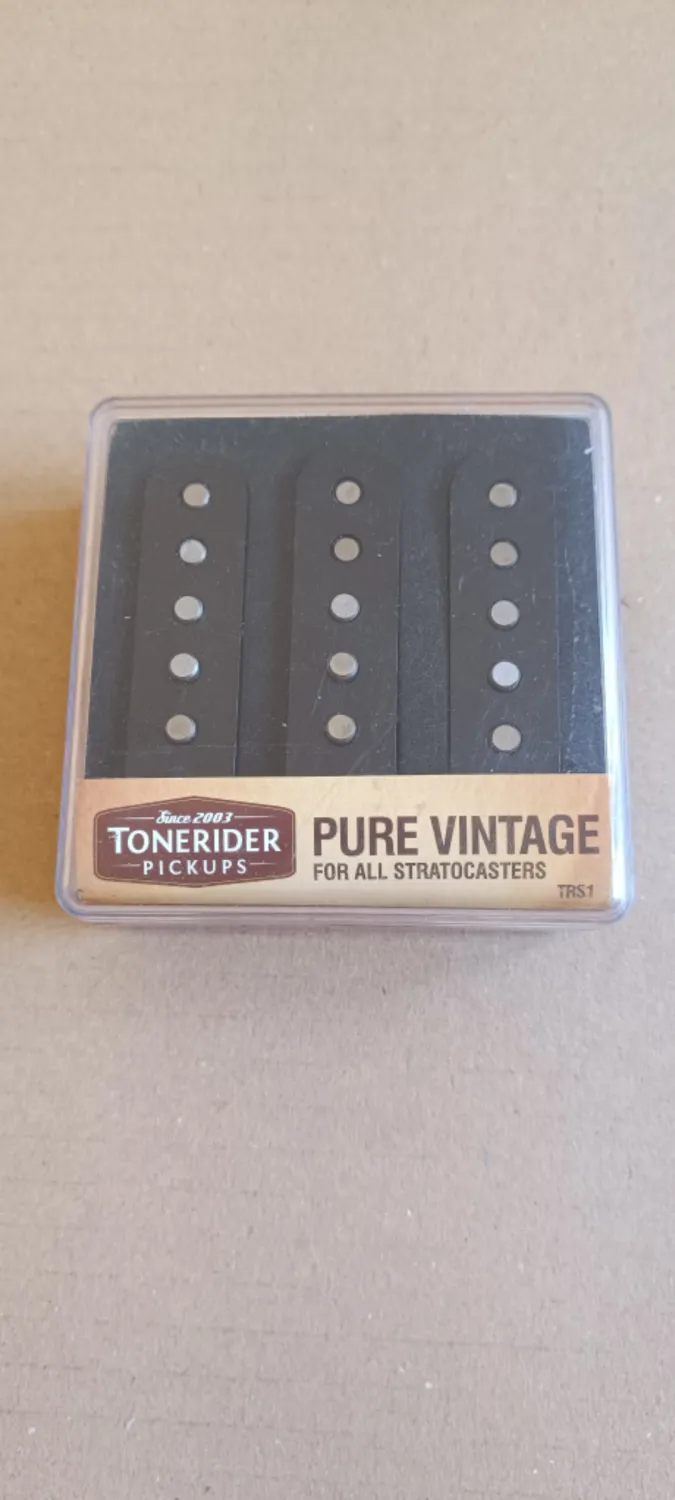 Since 2003
TONERIDER
PICKUPS
PURE VINTAGE
FOR ALL STRATOCASTERS
TRS1
C